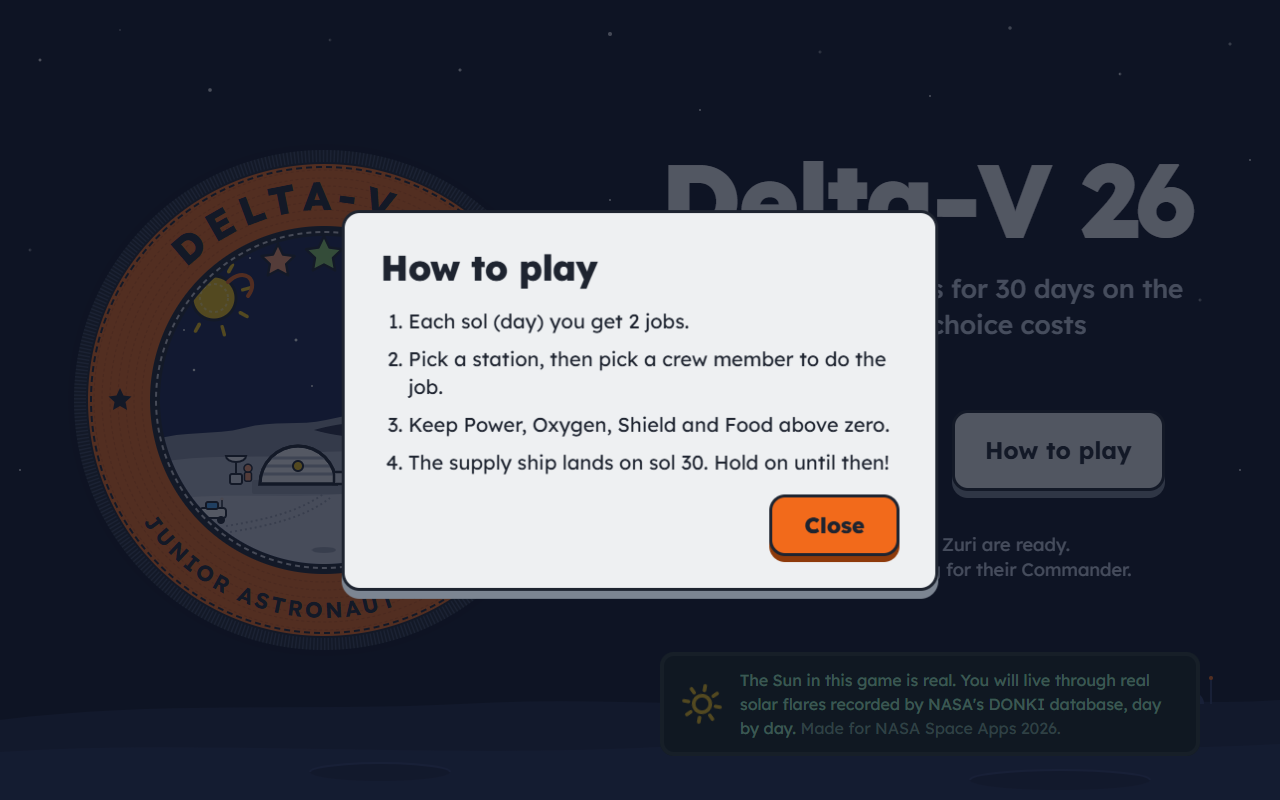 DELTA-V
JUNIOR ASTRONAUT
Delta-V 26
for 30 days on the
choice costs
How to play
1. Each sol (day) you get 2 jobs.
2. Pick a station, then pick a crew member to do the
job.
3. Keep Power, Oxygen, Shield and Food above zero.
4. The supply ship lands on sol 30. Hold on until then!
Close
How to play
Zuri are ready.
for their Commander.
The Sun in this game is real. You will live through real
solar flares recorded by NASA's DONKI database, day
by day. Made for NASA Space Apps 2026.